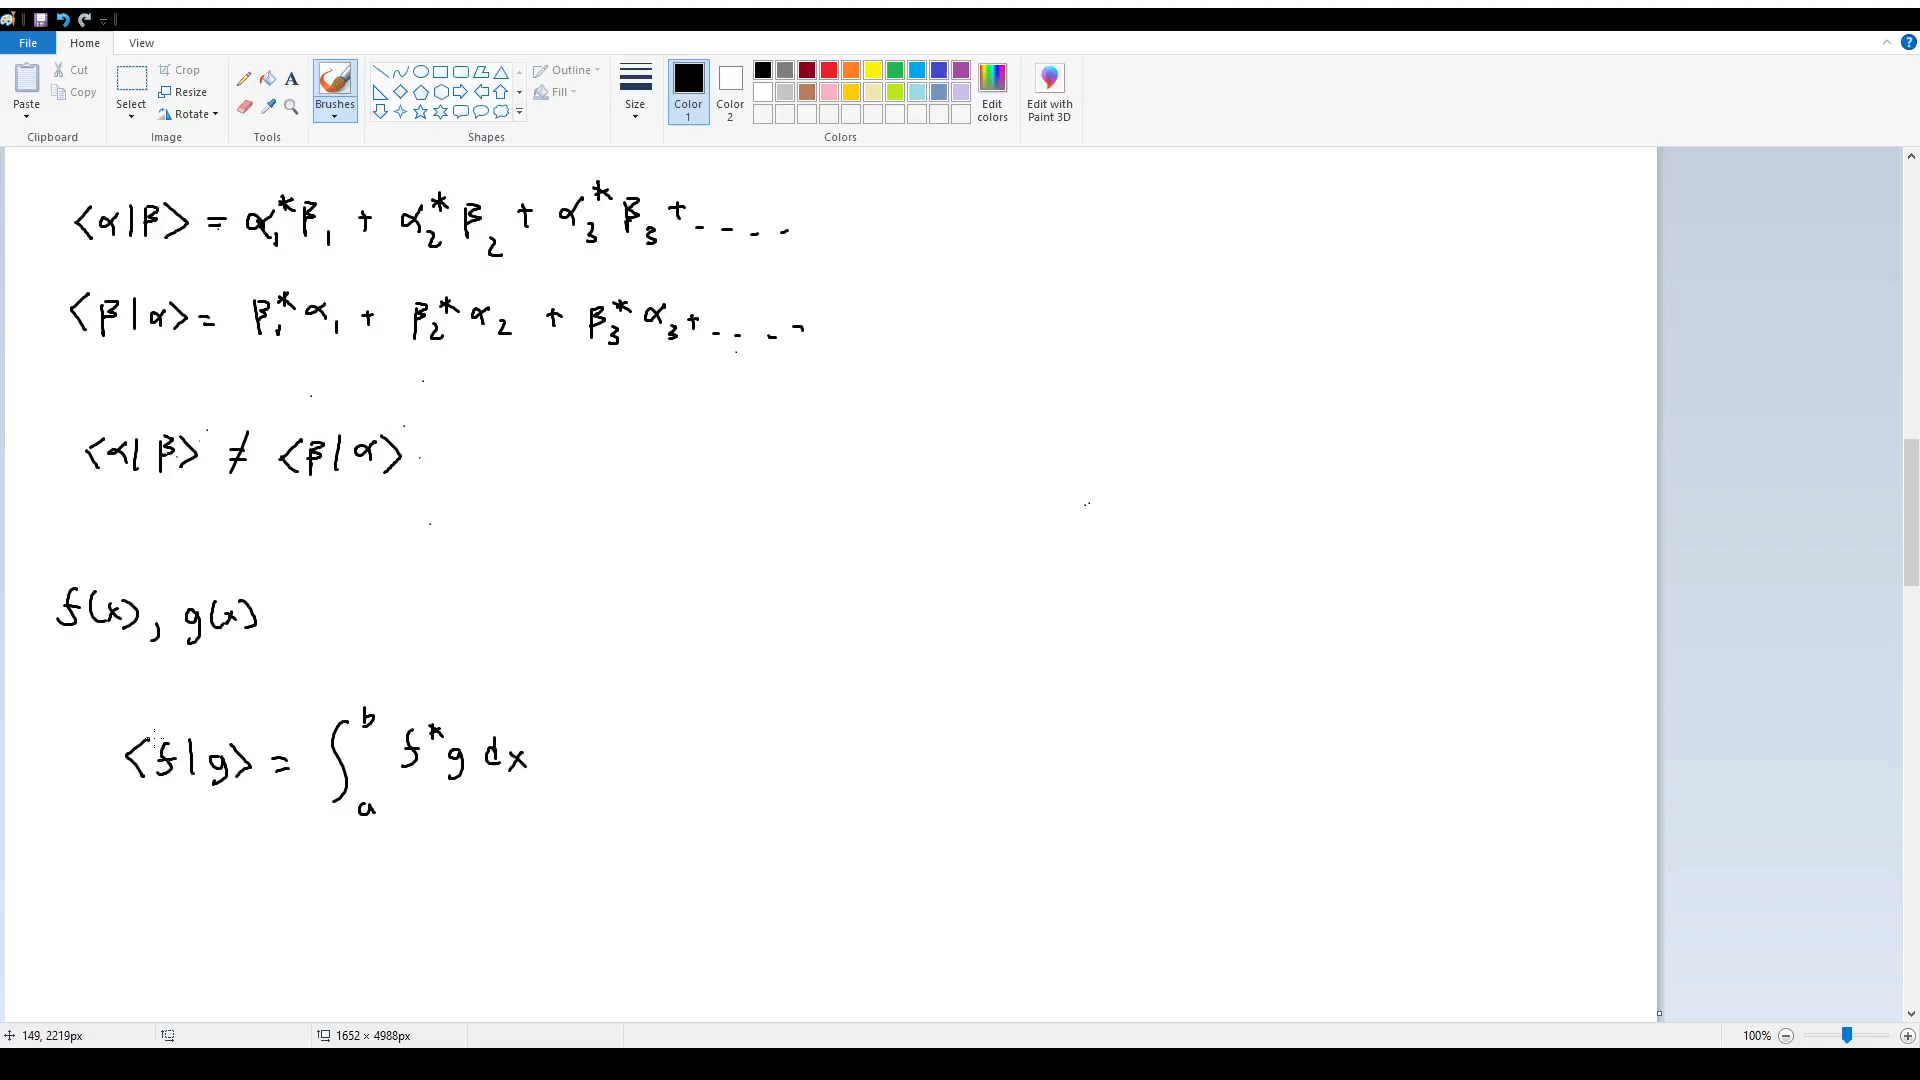 File Home View
Paste Cut Copy Clipboard
Select Crop Resize Rotate Image
A Tools
Brushes
Outline Fill Shapes
Size
Color 1 Color 2 Edit colors Colors
Edit with Paint 3D
⟨α|β⟩ = α₁*β₁ + α₂*β₂ + α₃*β₃ + - - - -
⟨β|α⟩ = β₁*α₁ + β₂*α₂ + β₃*α₃ + - - - -
⟨α|β⟩ ≠ ⟨β|α⟩
f(x), g(x)
⟨f|g⟩ = ∫ₐᵇ f*g dx
149, 2219px 1652 × 4988px 100%